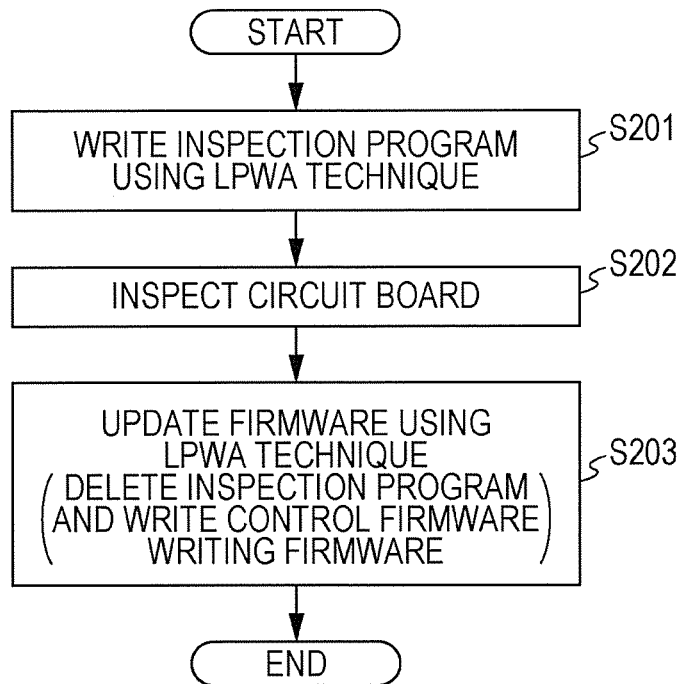 START
WRITE INSPECTION PROGRAM
USING LPWA TECHNIQUE
S201
INSPECT CIRCUIT BOARD
S202
UPDATE FIRMWARE USING
LPWA TECHNIQUE
(DELETE INSPECTION PROGRAM
AND WRITE CONTROL FIRMWARE
WRITING FIRMWARE)
S203
END